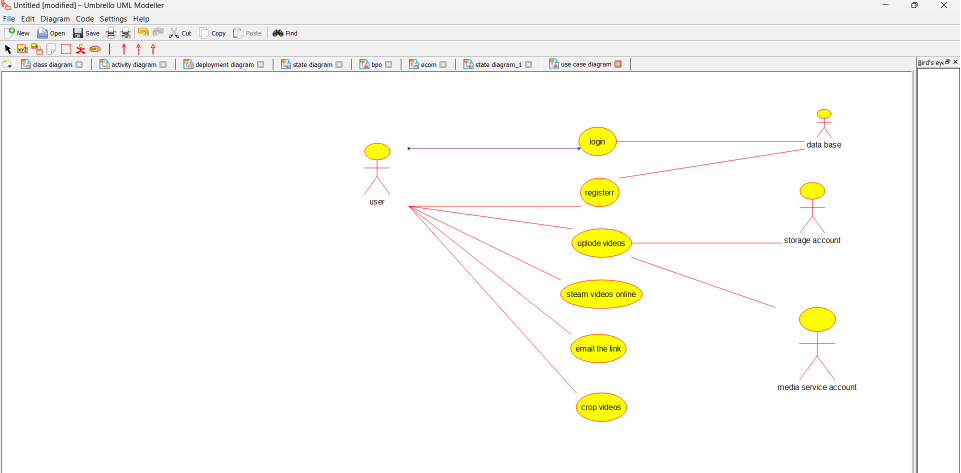 Untitled [modified] – Umbrello UML Modeller
File Edit Diagram Code Settings Help
New Open Save Cut Copy Paste Find
class diagram activity diagram deployment diagram state diagram bpo ecom state diagram_1 use case diagram
Bird's ey
login
data base
user
registerr
storage account
uplode videos
steam videos online
email the link
media service account
crop videos